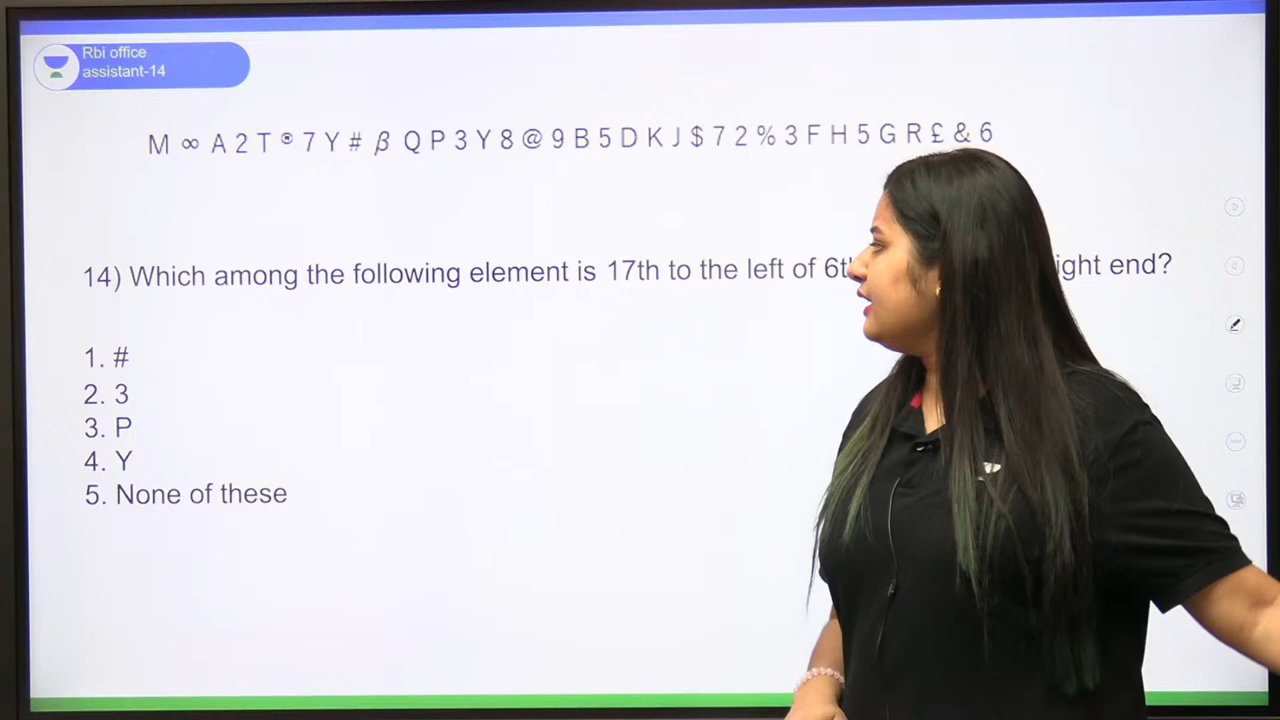 Rbi office
assistant-14
M ∞ A 2 T ® 7 Y # β Q P 3 Y 8 @ 9 B 5 D K J $ 7 2 % 3 F H 5 G R £ & 6
14) Which among the following element is 17th to the left of ight end?
1. #
2. 3
3. P
4. Y
5. None of these